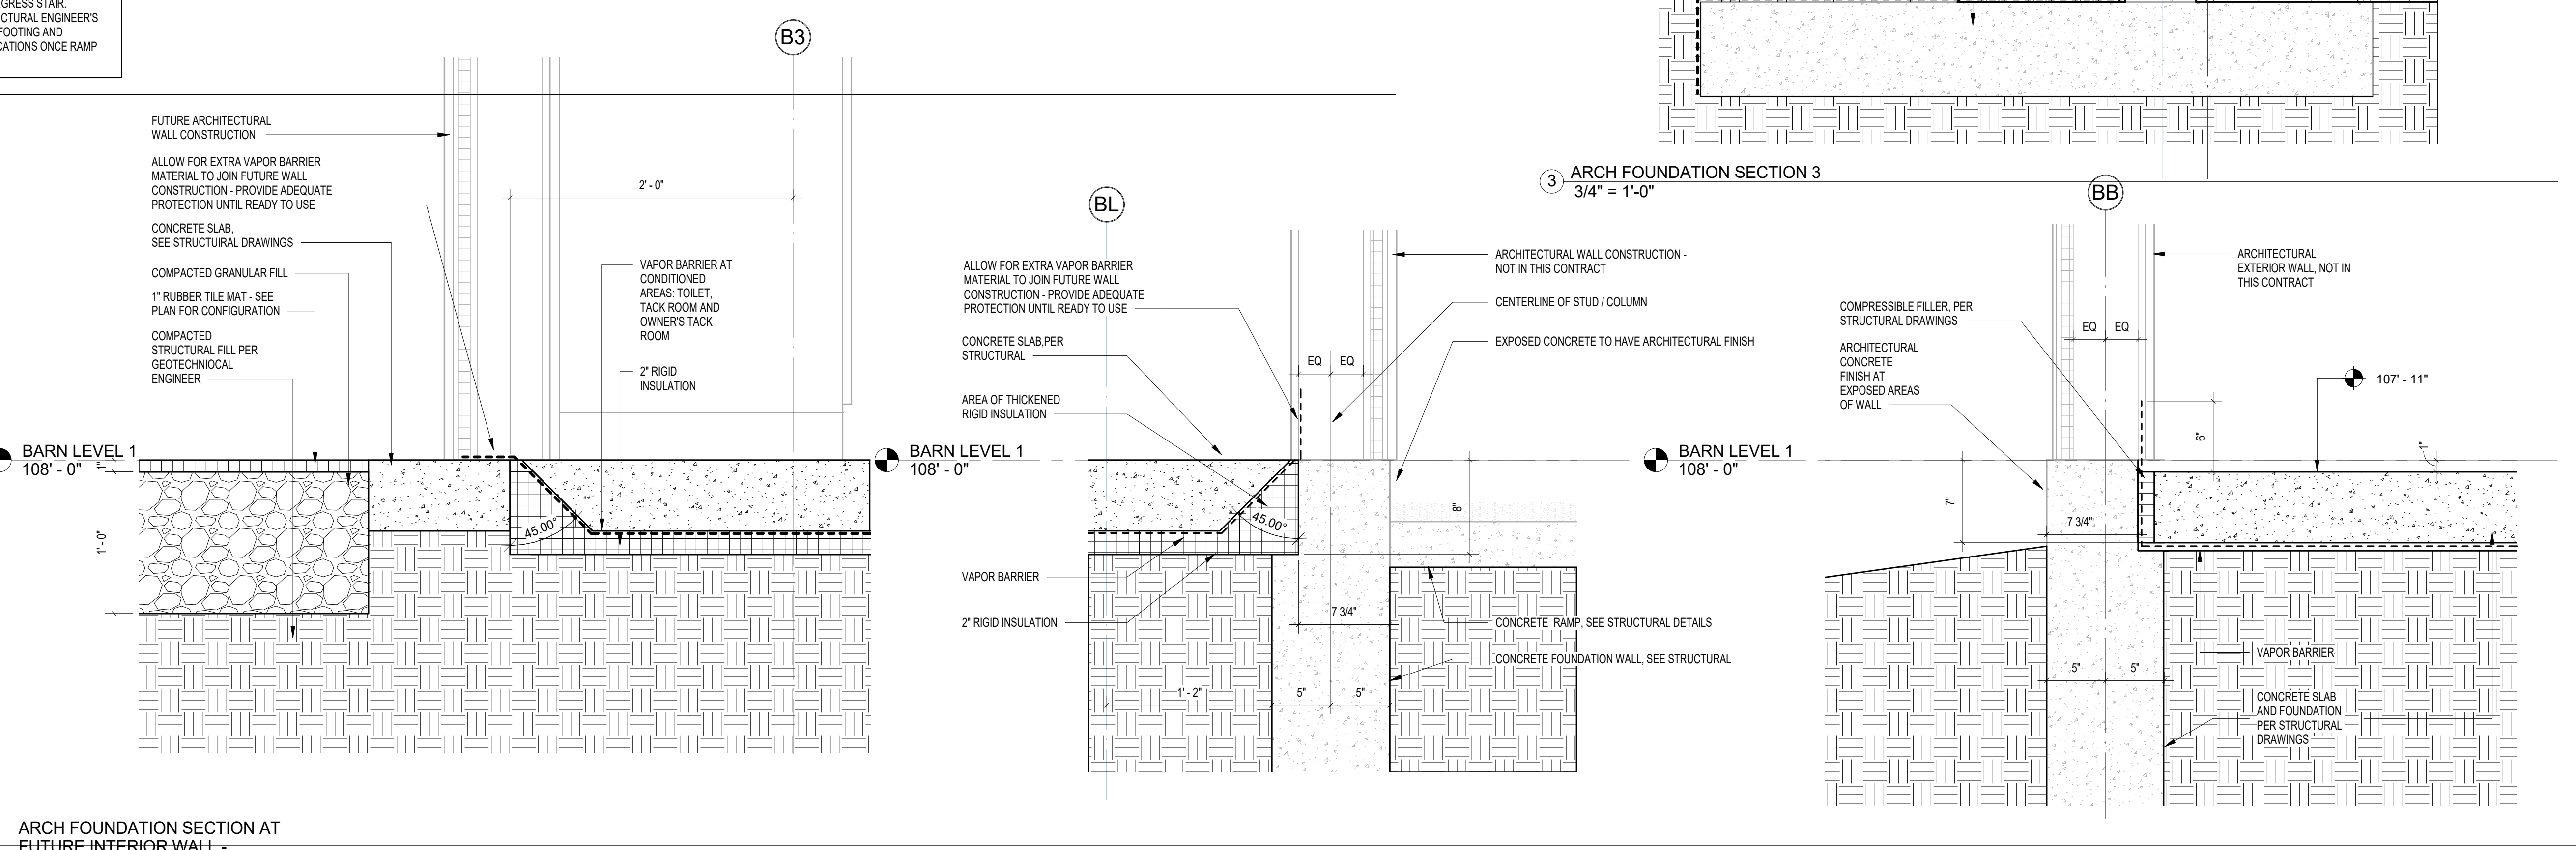 GRESS STAIR.
CTURAL ENGINEER'S
FOOTING AND
CATIONS ONCE RAMP
B3
FUTURE ARCHITECTURAL
WALL CONSTRUCTION
ALLOW FOR EXTRA VAPOR BARRIER
MATERIAL TO JOIN FUTURE WALL
CONSTRUCTION - PROVIDE ADEQUATE
PROTECTION UNTIL READY TO USE
CONCRETE SLAB,
SEE STRUCTUIRAL DRAWINGS
COMPACTED GRANULAR FILL
1" RUBBER TILE MAT - SEE
PLAN FOR CONFIGURATION
COMPACTED
STRUCTURAL FILL PER
GEOTECHNIOCAL
ENGINEER
2' - 0"
VAPOR BARRIER AT
CONDITIONED
AREAS: TOILET,
TACK ROOM AND
OWNER'S TACK
ROOM
2" RIGID
INSULATION
BARN LEVEL 1
108' - 0"
1"
1' - 0"
45.00°
ARCH FOUNDATION SECTION AT
FUTURE INTERIOR WALL -
BL
ALLOW FOR EXTRA VAPOR BARRIER
MATERIAL TO JOIN FUTURE WALL
CONSTRUCTION - PROVIDE ADEQUATE
PROTECTION UNTIL READY TO USE
CONCRETE SLAB,PER
STRUCTURAL
AREA OF THICKENED
RIGID INSULATION
BARN LEVEL 1
108' - 0"
EQ
EQ
ARCHITECTURAL WALL CONSTRUCTION -
NOT IN THIS CONTRACT
CENTERLINE OF STUD / COLUMN
EXPOSED CONCRETE TO HAVE ARCHITECTURAL FINISH
45.00°
8"
VAPOR BARRIER
2" RIGID INSULATION
7 3/4"
CONCRETE RAMP, SEE STRUCTURAL DETAILS
CONCRETE FOUNDATION WALL, SEE STRUCTURAL
1' - 2"
5"
5"
3
ARCH FOUNDATION SECTION 3
3/4" = 1'-0"
BB
ARCHITECTURAL
EXTERIOR WALL, NOT IN
THIS CONTRACT
COMPRESSIBLE FILLER, PER
STRUCTURAL DRAWINGS
ARCHITECTURAL
CONCRETE
FINISH AT
EXPOSED AREAS
OF WALL
EQ
EQ
107' - 11"
BARN LEVEL 1
108' - 0"
6"
1"
7"
7 3/4"
VAPOR BARRIER
5"
5"
CONCRETE SLAB
AND FOUNDATION
PER STRUCTURAL
DRAWINGS